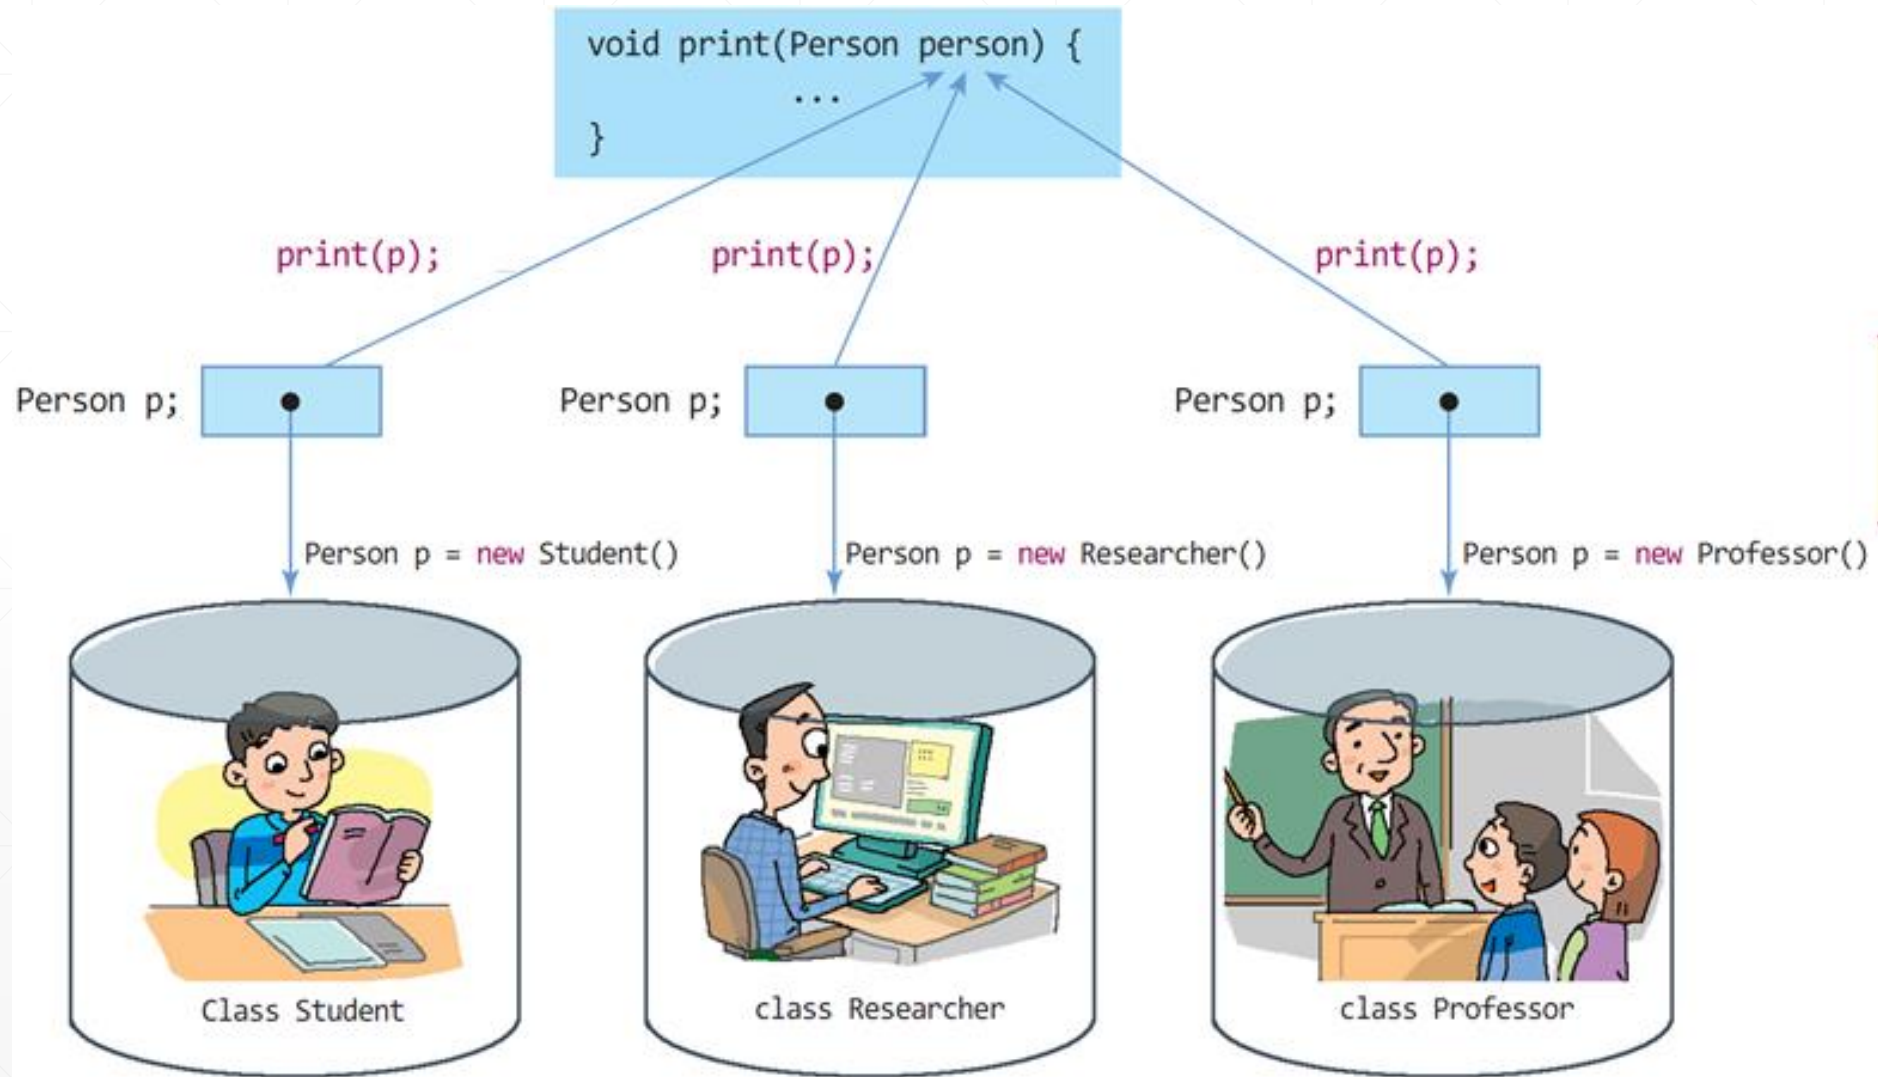 void print(Person person) {
...
}
print(p);
print(p);
print(p);
Person p;
Person p;
Person p;
Person p = new Student()
Person p = new Researcher()
Person p = new Professor()
Class Student
class Researcher
class Professor